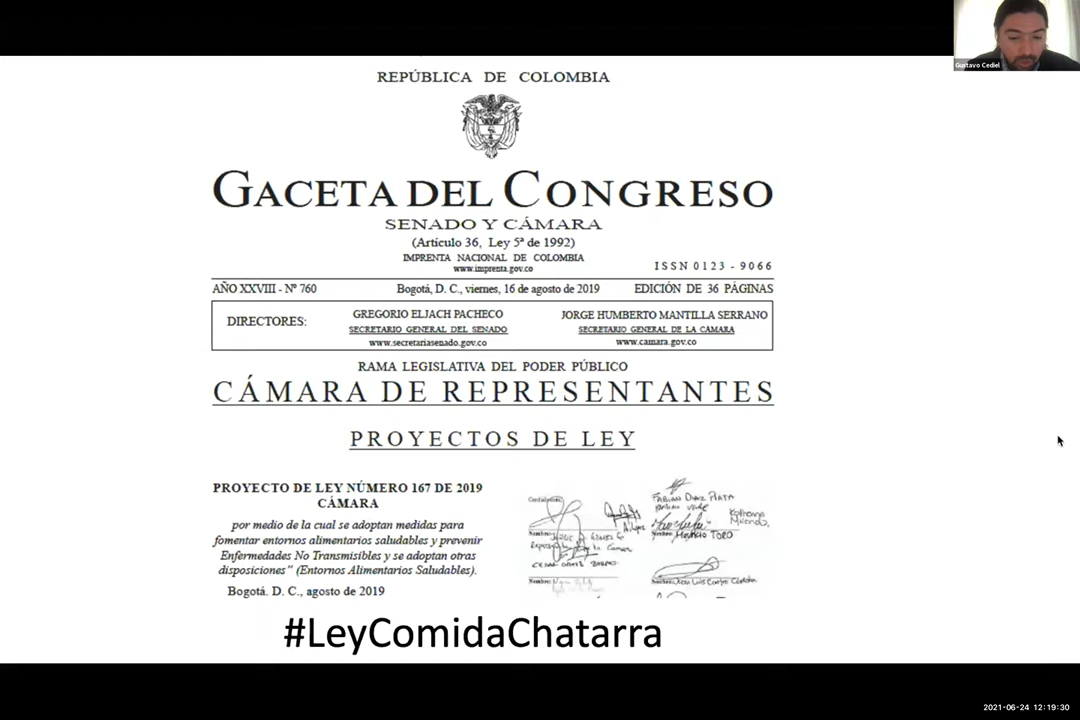 Gustavo Cediel
REPÚBLICA DE COLOMBIA
GACETA DEL CONGRESO
SENADO Y CÁMARA
(Artículo 36, Ley 5ª de 1992)
IMPRENTA NACIONAL DE COLOMBIA
www.imprenta.gov.co
ISSN 0123 - 9066
AÑO XXVIII - Nº 760
Bogotá, D. C., viernes, 16 de agosto de 2019
EDICIÓN DE 36 PÁGINAS
DIRECTORES:
GREGORIO ELJACH PACHECO
SECRETARIO GENERAL DEL SENADO
www.secretariasenado.gov.co
JORGE HUMBERTO MANTILLA SERRANO
SECRETARIO GENERAL DE LA CÁMARA
www.camara.gov.co
RAMA LEGISLATIVA DEL PODER PÚBLICO
CÁMARA DE REPRESENTANTES
PROYECTOS DE LEY
PROYECTO DE LEY NÚMERO 167 DE 2019
CÁMARA
por medio de la cual se adoptan medidas para
fomentar entornos alimentarios saludables y prevenir
Enfermedades No Transmisibles y se adoptan otras
disposiciones" (Entornos Alimentarios Saludables).
Bogotá. D. C., agosto de 2019
FABIAN DIAZ PLATA
MAURICIO TORO
#LeyComidaChatarra
2021-06-24 12:19:30